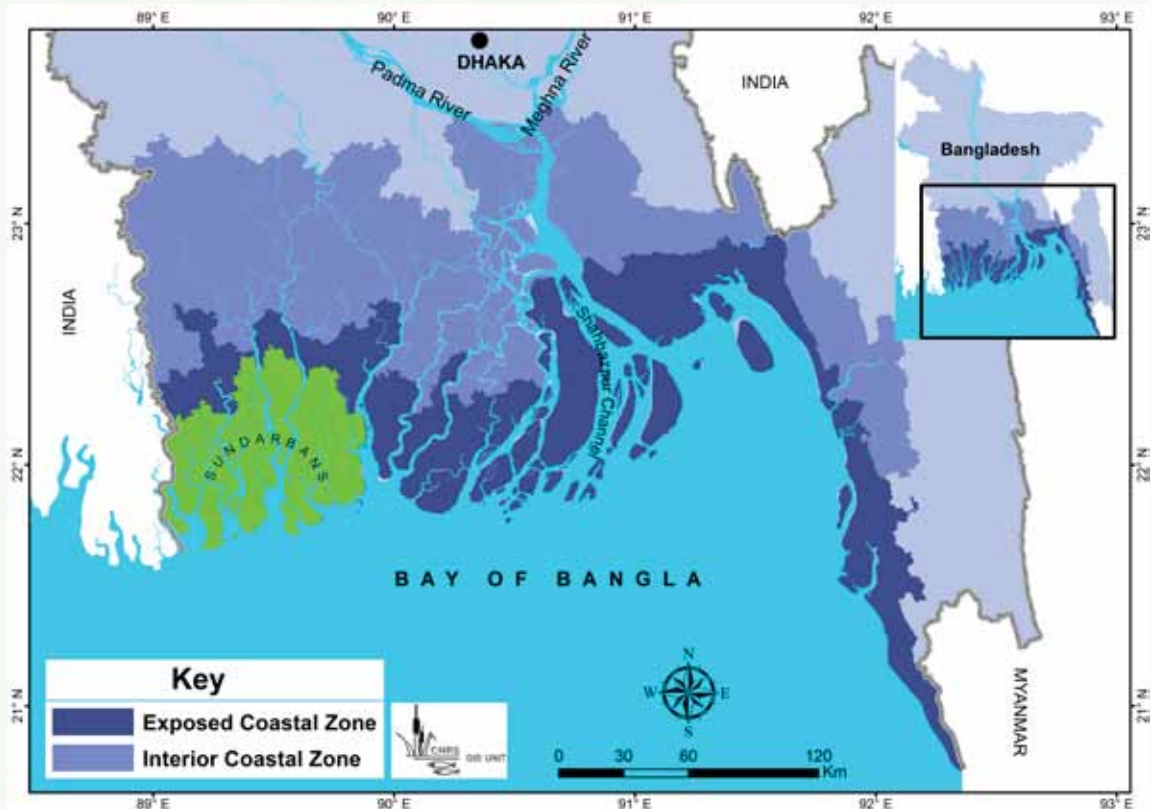 89° E 90° E 91° E 92° E 93° E
DHAKA
Padma River
Meghna River
INDIA
Bangladesh
23° N 23° N
INDIA
Shahbazpur Channel
SUNDARBANS
22° N 22° N
BAY OF BANGLA
N
W E
S
21° N 21° N
MYANMAR
Key
Exposed Coastal Zone
Interior Coastal Zone
CNRS
GIS UNIT
0 30 60 120
Km
89° E 90° E 91° E 92° E 93° E